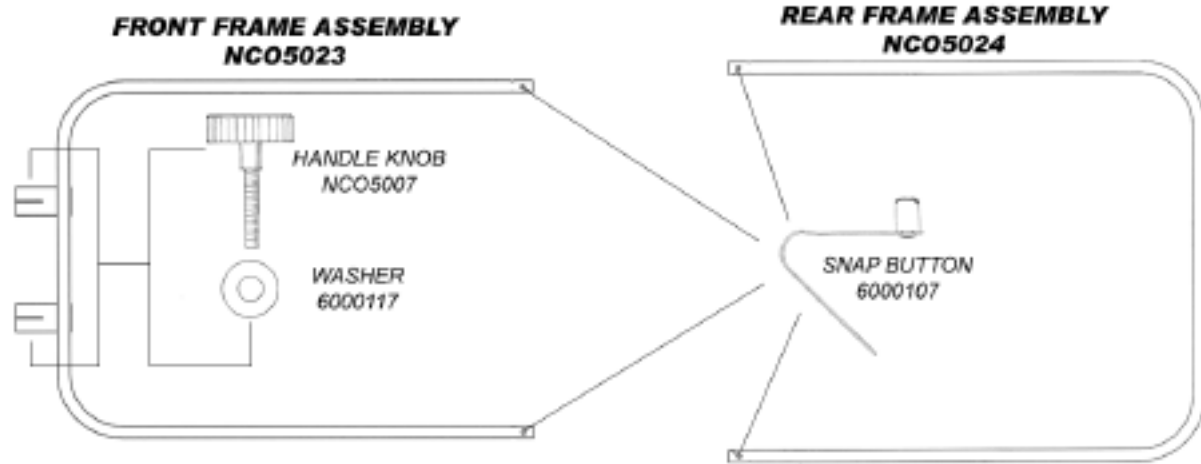 FRONT FRAME ASSEMBLY
NCO5023
REAR FRAME ASSEMBLY
NCO5024
HANDLE KNOB
NCO5007
WASHER
6000117
SNAP BUTTON
6000107